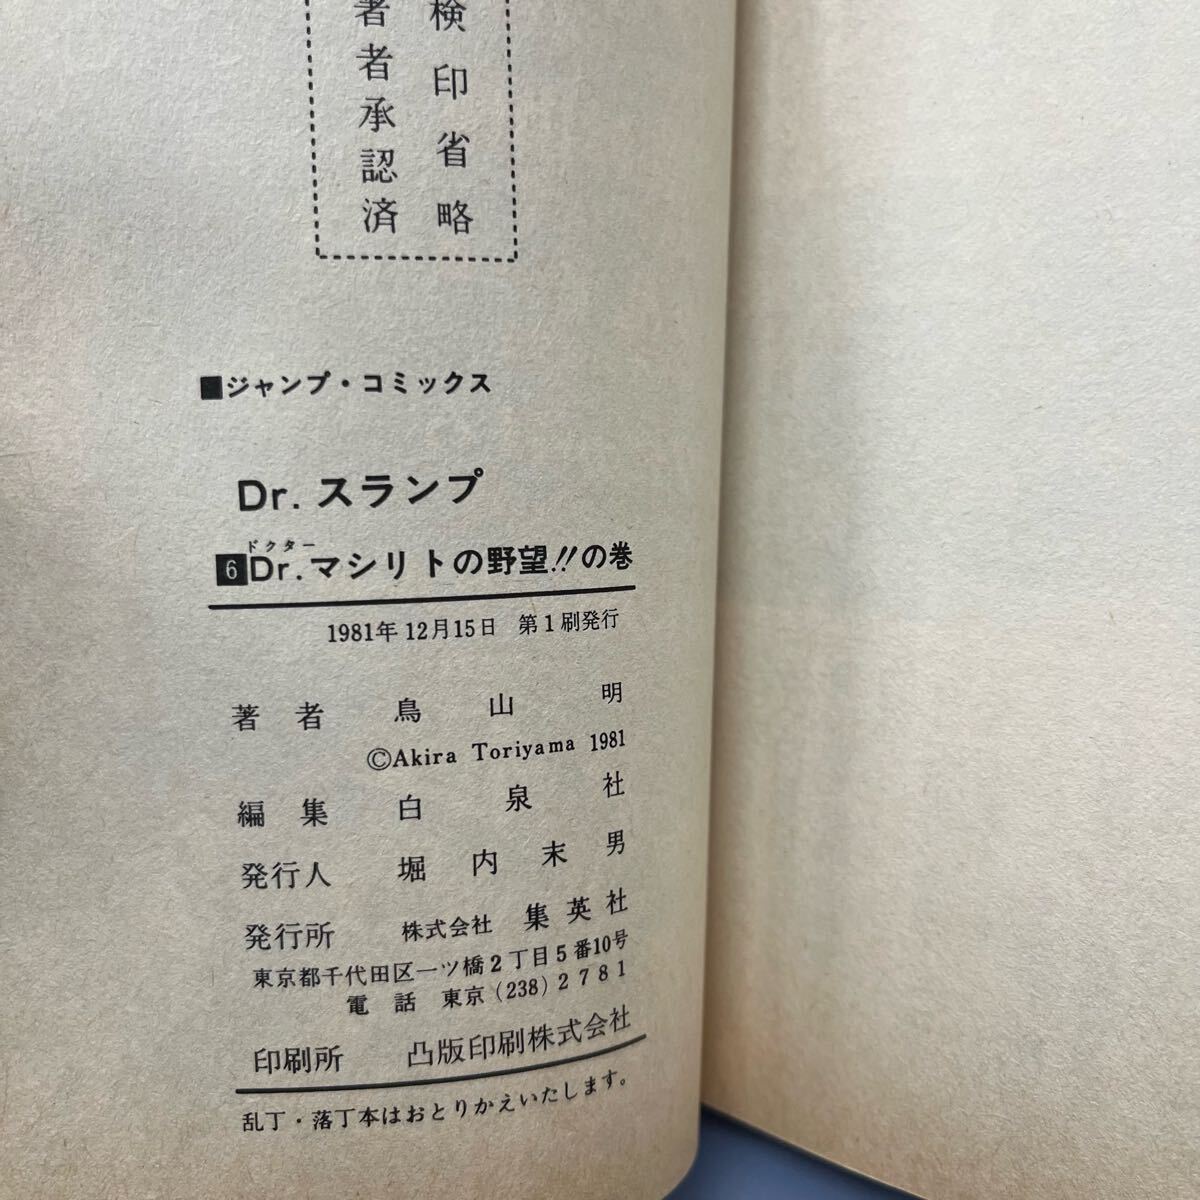 検印省略
著者承認済
■ジャンプ・コミックス
Dr.スランプ
ドクター
6 Dr.マシリトの野望!!の巻
1981年12月15日 第1刷発行
著者 鳥山明
©Akira Toriyama 1981
編集 白泉社
発行人 堀内末男
発行所 株式会社 集英社
東京都千代田区一ツ橋2丁目5番10号
電話 東京(238)2781
印刷所 凸版印刷株式会社
乱丁・落丁本はおとりかえいたします。